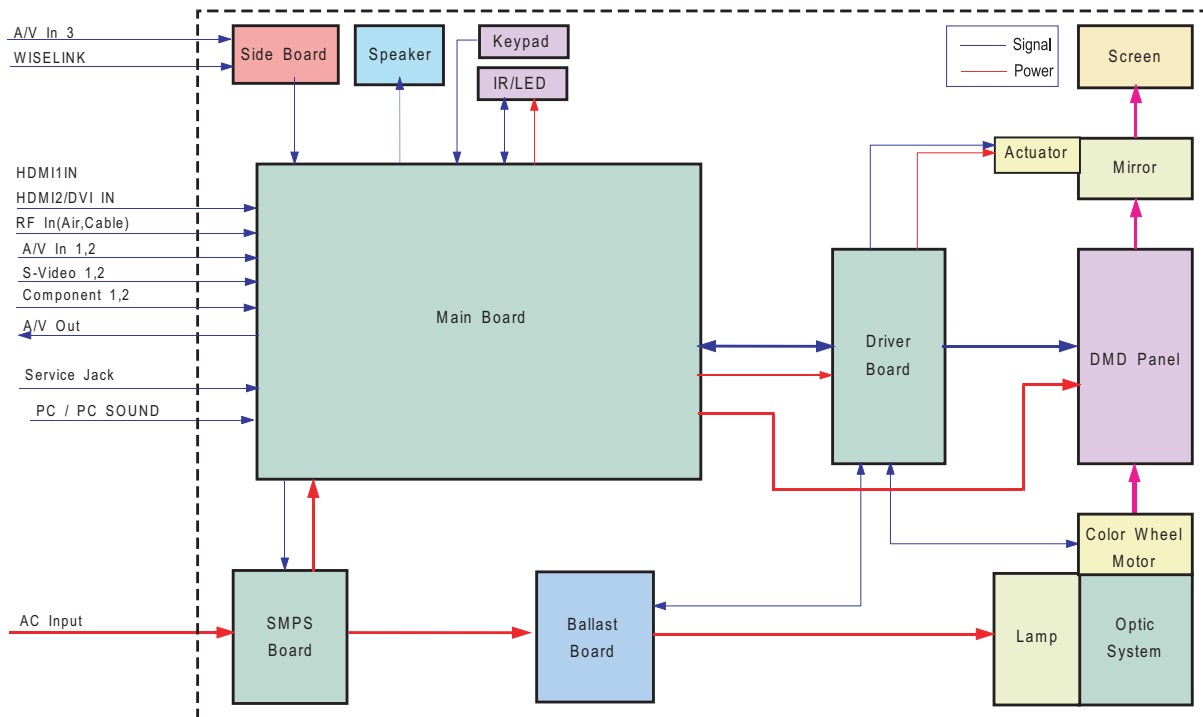 A/V In 3
WISELINK
Side Board
Speaker
Keypad
IR/LED
Signal
Power
Screen
Actuator
Mirror
HDMI1IN
HDMI2/DVI IN
RF In(Air,Cable)
A/V In 1,2
S-Video 1,2
Component 1,2
A/V Out
Service Jack
PC / PC SOUND
Main Board
Driver
Board
DMD Panel
Color Wheel
Motor
AC Input
SMPS
Board
Ballast
Board
Lamp
Optic
System